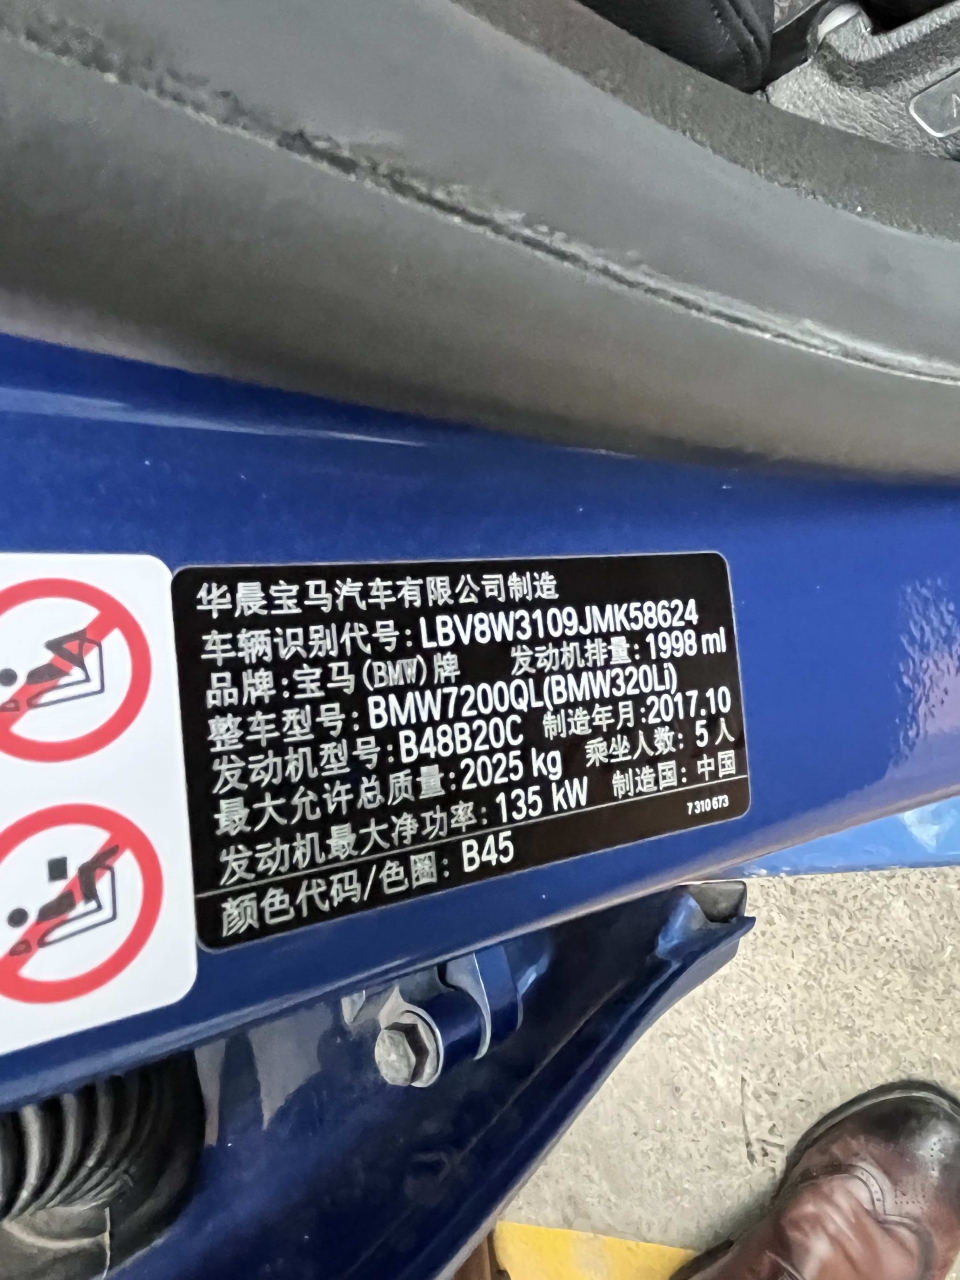 华晨宝马汽车有限公司制造
车辆识别代号: LBV8W3109JMK58624
品牌: 宝马(BMW)牌 发动机排量: 1998 ml
整车型号: BMW7200QL(BMW320Li)
发动机型号: B48B20C 制造年月: 2017.10
最大允许总质量: 2025 kg 乘坐人数: 5 人
发动机最大净功率: 135 kW 制造国: 中国
7 310 673
颜色代码/色圈: B45